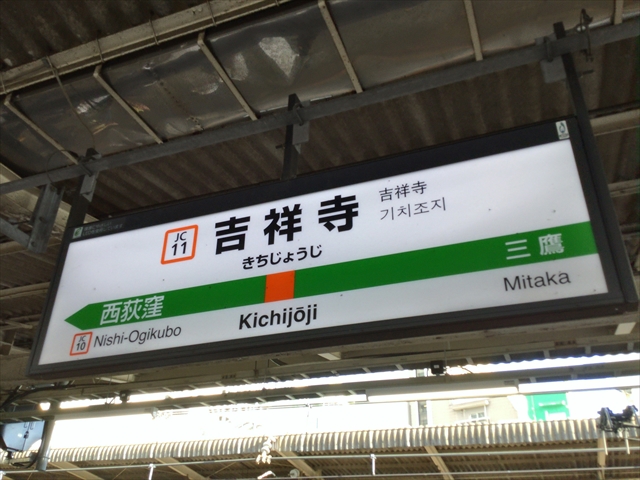 JC
11
吉祥寺
吉祥寺
기치조지
きちじょうじ
西荻窪
三鷹
JC
10
Nishi-Ogikubo
Kichijōji
Mitaka